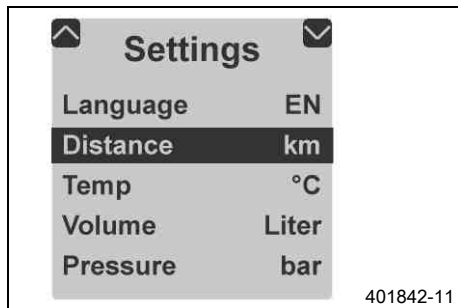 Settings
Language EN
Distance km
Temp °C
Volume Liter
Pressure bar
401842-11